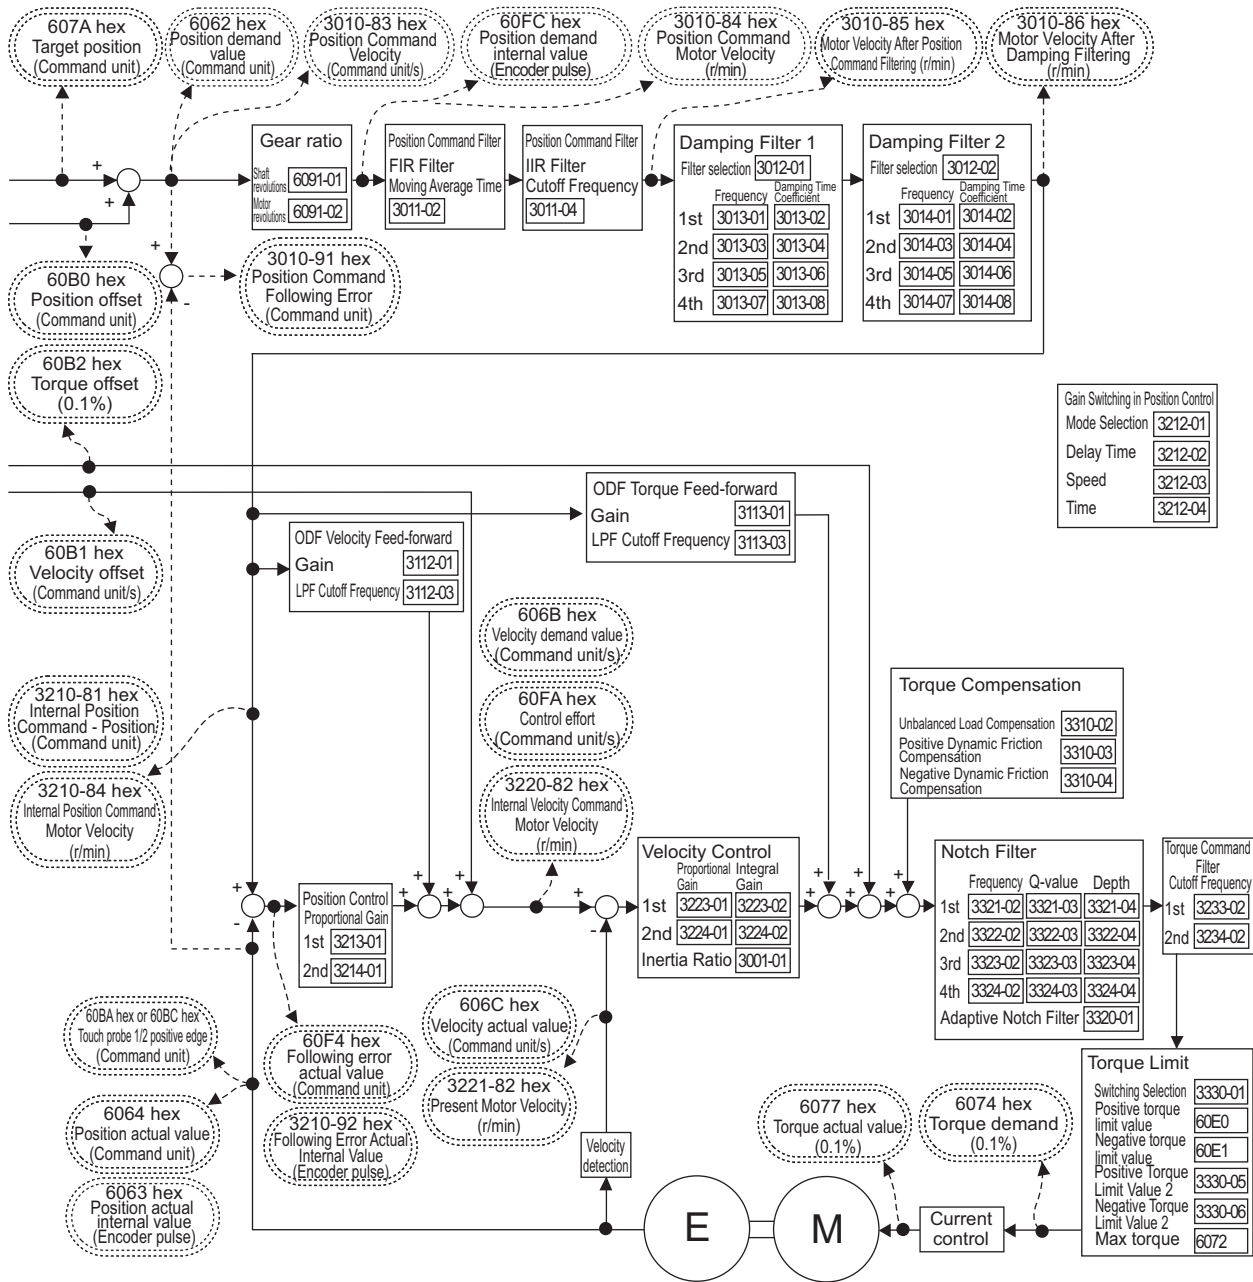 607A hex
Target position
(Command unit)
6062 hex
Position demand
value
(Command unit)
3010-83 hex
Position Command
Velocity
(Command unit/s)
60FC hex
Position demand
internal value
(Encoder pulse)
3010-84 hex
Position Command
Motor Velocity
(r/min)
3010-85 hex
Motor Velocity After Position
Command Filtering (r/min)
3010-86 hex
Motor Velocity After
Damping Filtering
(r/min)
+
+
Gear ratio
Shaft
revolutions
6091-01
Motor
revolutions
6091-02
Position Command Filter
FIR Filter
Moving Average Time
3011-02
Position Command Filter
IIR Filter
Cutoff Frequency
3011-04
Damping Filter 1
Filter selection 3012-01
Frequency Damping Time
Coefficient
1st 3013-01 3013-02
2nd 3013-03 3013-04
3rd 3013-05 3013-06
4th 3013-07 3013-08
Damping Filter 2
Filter selection 3012-02
Frequency Damping Time
Coefficient
1st 3014-01 3014-02
2nd 3014-03 3014-04
3rd 3014-05 3014-06
4th 3014-07 3014-08
+
-
60B0 hex
Position offset
(Command unit)
3010-91 hex
Position Command
Following Error
(Command unit)
60B2 hex
Torque offset
(0.1%)
Gain Switching in Position Control
Mode Selection 3212-01
Delay Time 3212-02
Speed 3212-03
Time 3212-04
ODF Torque Feed-forward
Gain 3113-01
LPF Cutoff Frequency 3113-03
60B1 hex
Velocity offset
(Command unit/s)
ODF Velocity Feed-forward
Gain 3112-01
LPF Cutoff Frequency 3112-03
606B hex
Velocity demand value
(Command unit/s)
60FA hex
Control effort
(Command unit/s)
3220-82 hex
Internal Velocity Command
Motor Velocity
(r/min)
3210-81 hex
Internal Position
Command - Position
(Command unit)
3210-84 hex
Internal Position Command
Motor Velocity
(r/min)
Torque Compensation
Unbalanced Load Compensation 3310-02
Positive Dynamic Friction
Compensation
3310-03
Negative Dynamic Friction
Compensation
3310-04
+
-
Position Control
Proportional Gain
1st 3213-01
2nd 3214-01
+
+
+
+
+
-
Velocity Control
Proportional
Gain
Integral
Gain
1st 3223-01 3223-02
2nd 3224-01 3224-02
Inertia Ratio 3001-01
+
+
+
+
+
+
Notch Filter
Frequency Q-value Depth
1st 3321-02 3321-03 3321-04
2nd 3322-02 3322-03 3322-04
3rd 3323-02 3323-03 3323-04
4th 3324-02 3324-03 3324-04
Adaptive Notch Filter 3320-01
Torque Command
Filter
Cutoff Frequency
1st 3233-02
2nd 3234-02
60BA hex or 60BC hex
Touch probe 1/2 positive edge
(Command unit)
6064 hex
Position actual value
(Command unit)
6063 hex
Position actual
internal value
(Encoder pulse)
60F4 hex
Following error
actual value
(Command unit)
3210-92 hex
Following Error Actual
Internal Value
(Encoder pulse)
606C hex
Velocity actual value
(Command unit/s)
3221-82 hex
Present Motor Velocity
(r/min)
Velocity
detection
E
M
6077 hex
Torque actual value
(0.1%)
6074 hex
Torque demand
(0.1%)
Current
control
Torque Limit
Switching Selection 3330-01
Positive torque
limit value
60E0
Negative torque
limit value
60E1
Positive Torque
Limit Value 2
3330-05
Negative Torque
Limit Value 2
3330-06
Max torque 6072